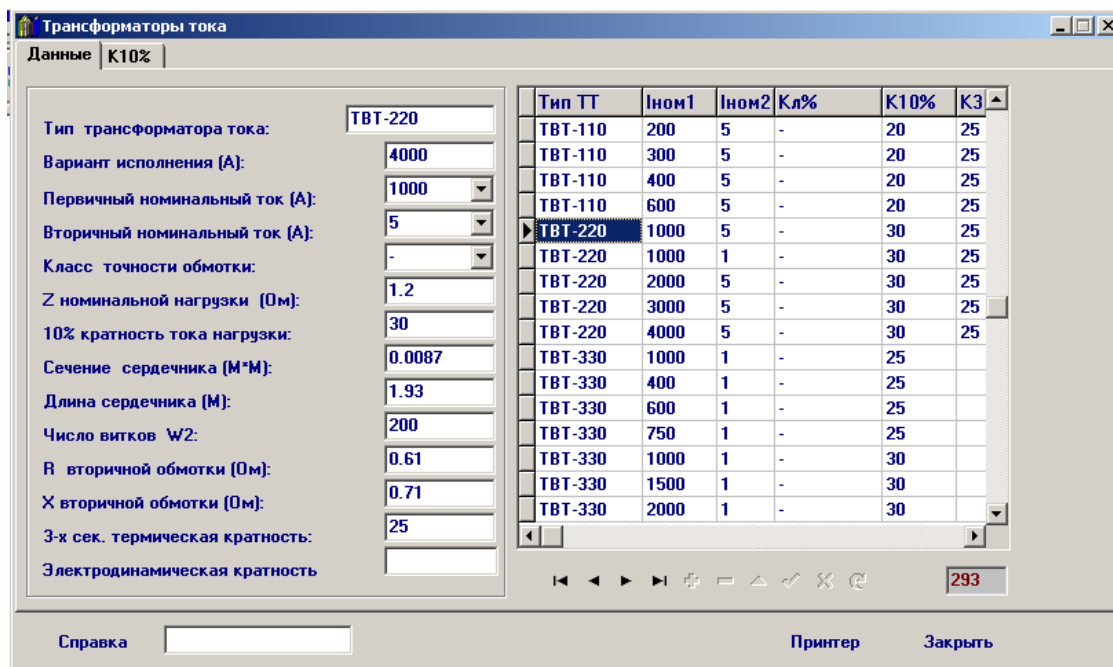 Трансформаторы тока
Данные
К10%
Тип трансформатора тока: ТВТ-220
Вариант исполнения (А): 4000
Первичный номинальный ток (А): 1000
Вторичный номинальный ток (А): 5
Класс точности обмотки: -
Z номинальной нагрузки (Ом): 1.2
10% кратность тока нагрузки: 30
Сечение сердечника (М*М): 0.0087
Длина сердечника (М): 1.93
Число витков W2: 200
R вторичной обмотки (Ом): 0.61
X вторичной обмотки (Ом): 0.71
3-х сек. термическая кратность: 25
Электродинамическая кратность
Тип ТТ Iном1 Iном2 Кл% К10% К3
ТВТ-110 200 5 - 20 25
ТВТ-110 300 5 - 20 25
ТВТ-110 400 5 - 20 25
ТВТ-110 600 5 - 20 25
ТВТ-220 1000 5 - 30 25
ТВТ-220 1000 1 - 30 25
ТВТ-220 2000 5 - 30 25
ТВТ-220 3000 5 - 30 25
ТВТ-220 4000 5 - 30 25
ТВТ-330 1000 1 - 25
ТВТ-330 400 1 - 25
ТВТ-330 600 1 - 25
ТВТ-330 750 1 - 25
ТВТ-330 1000 1 - 30
ТВТ-330 1500 1 - 30
ТВТ-330 2000 1 - 30
293
Справка
Принтер
Закрыть